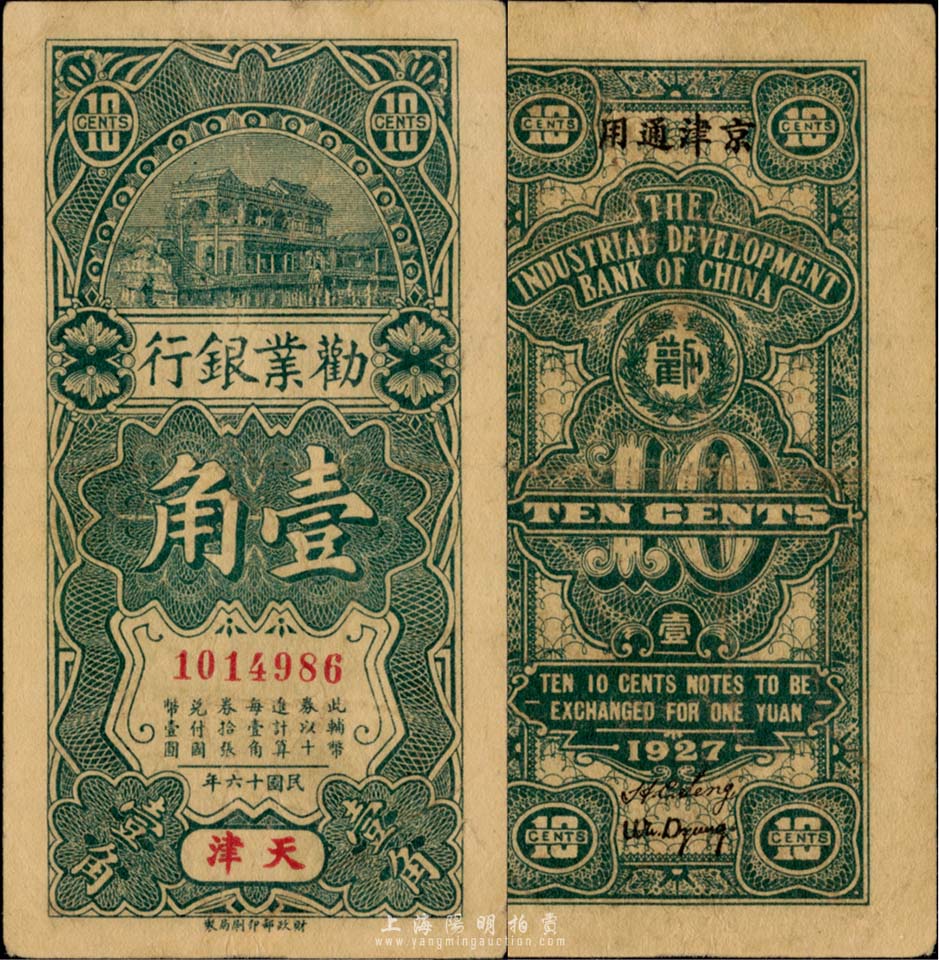 10 CENTS
10 CENTS
勸業銀行
壹角
1014986
此輔幣
券以十
進計算
每壹角
券拾張
兌付國
幣壹圓
民國十六年
壹角
壹角
天津
財政部印刷局製
10 CENTS
10 CENTS
京津通用
THE
INDUSTRIAL DEVELOPMENT
BANK OF CHINA
勸
10
TEN CENTS
壹
TEN 10 CENTS NOTES TO BE
EXCHANGED FOR ONE YUAN
1927
10 CENTS
10 CENTS
上海陽明拍賣
www.yangmingauction.com